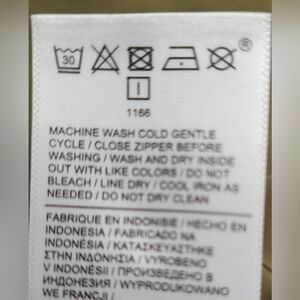 30
®
I
1166
MACHINE WASH COLD GENTLE
CYCLE / CLOSE ZIPPER BEFORE
WASHING / WASH AND DRY INSIDE
OUT WITH LIKE COLORS / DO NOT
BLEACH / LINE DRY / COOL IRON AS
NEEDED / DO NOT DRY CLEAN
FABRIQUE EN INDONISIE / HECHO EN
INDONESIA / FABRICADO NA
INDONÉSIA / ΚΑΤΑΣΚΕΥΑΣΤΗΚΕ
ΣΤΗΝ ΙΝΔΟΝΗΣΙΑ / VYROBENO
V INDONÉSII / ПРОИЗВЕДЕНО В
ИНДОНЕЗИЯ / WYPRODUKOWANO
WE FRANCJI /